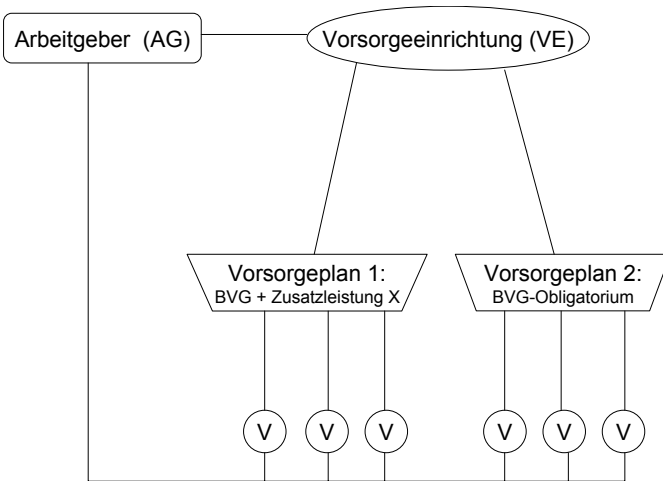 Arbeitgeber (AG)
Vorsorgeeinrichtung (VE)
Vorsorgeplan 1:
BVG + Zusatzleistung X
Vorsorgeplan 2:
BVG-Obligatorium
V V V V V V